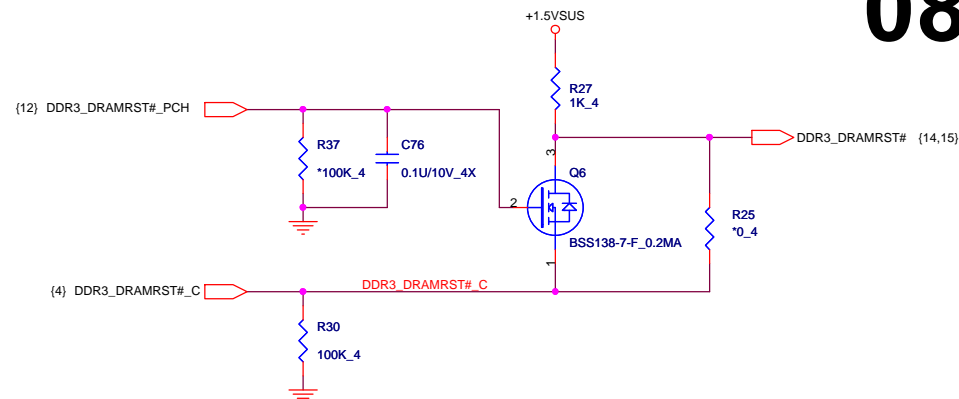 08
+1.5VSUS
R27
1K_4
{12} DDR3_DRAMRST#_PCH
DDR3_DRAMRST# {14,15}
R37
*100K_4
C76
0.1U/10V_4X
3
Q6
2
BSS138-7-F_0.2MA
1
R25
*0_4
{4} DDR3_DRAMRST#_C
DDR3_DRAMRST#_C
R30
100K_4